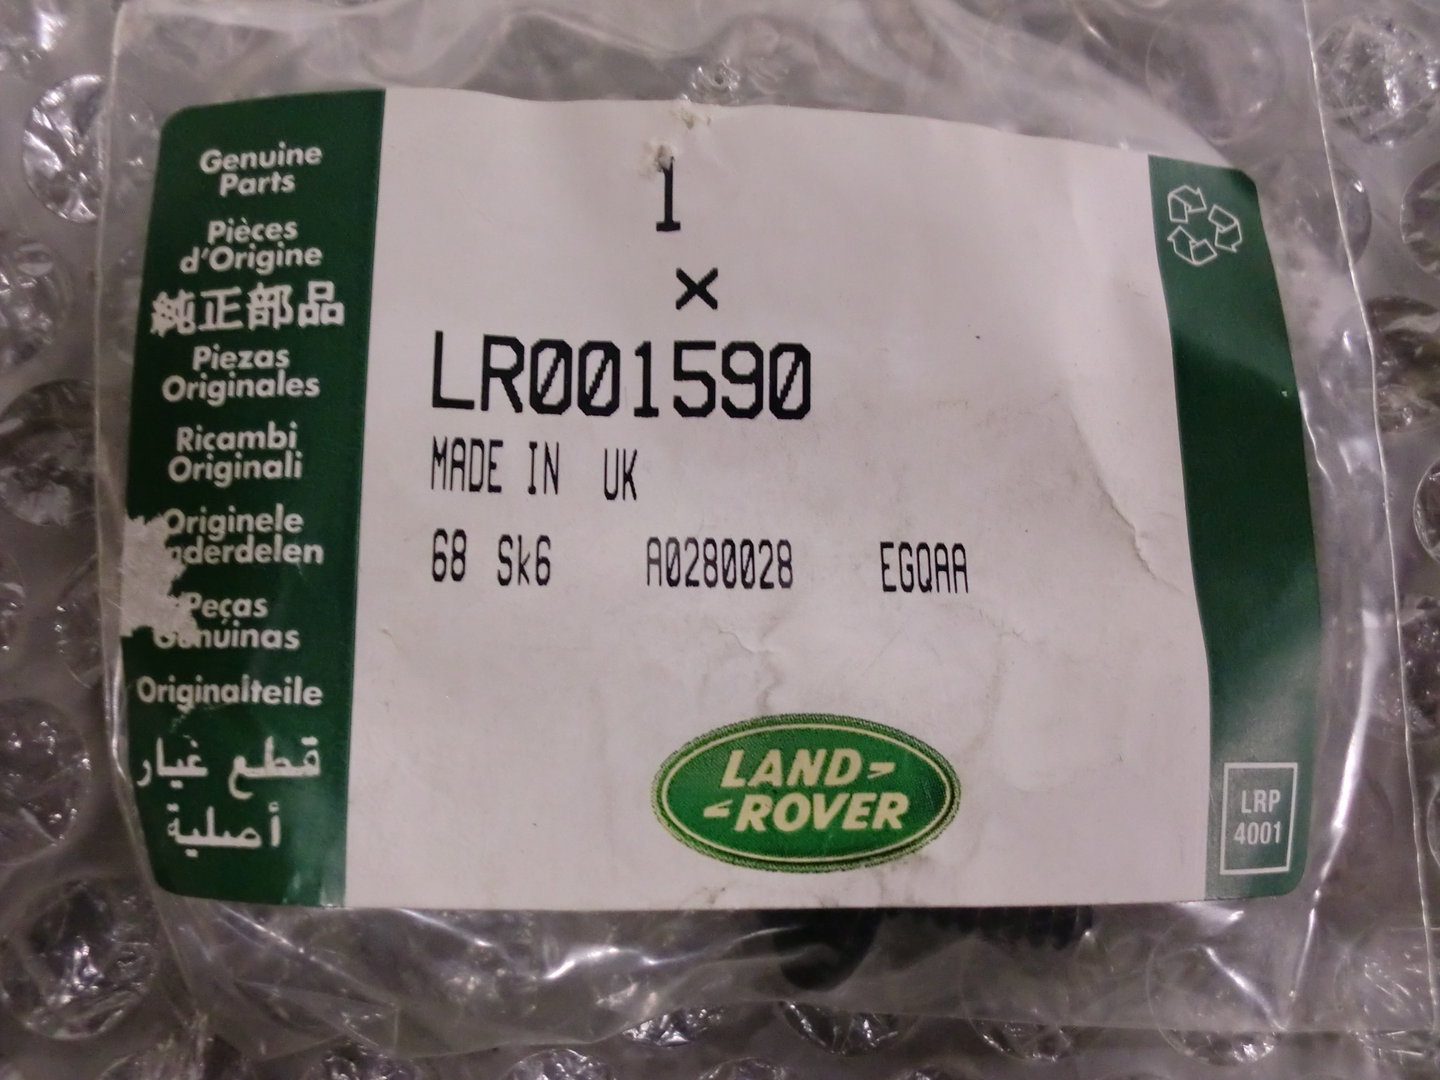 Genuine
Parts
Pièces
d'Origine
純正部品
Piezas
Originales
Ricambi
Originali
Originele
Peças
Genuinas
Originalteile
قطع غيار
أصلية
1
×
LR001590
MADE IN UK
68 Sk6 A0280028 EGQAA
LAND
ROVER
LRP
4001